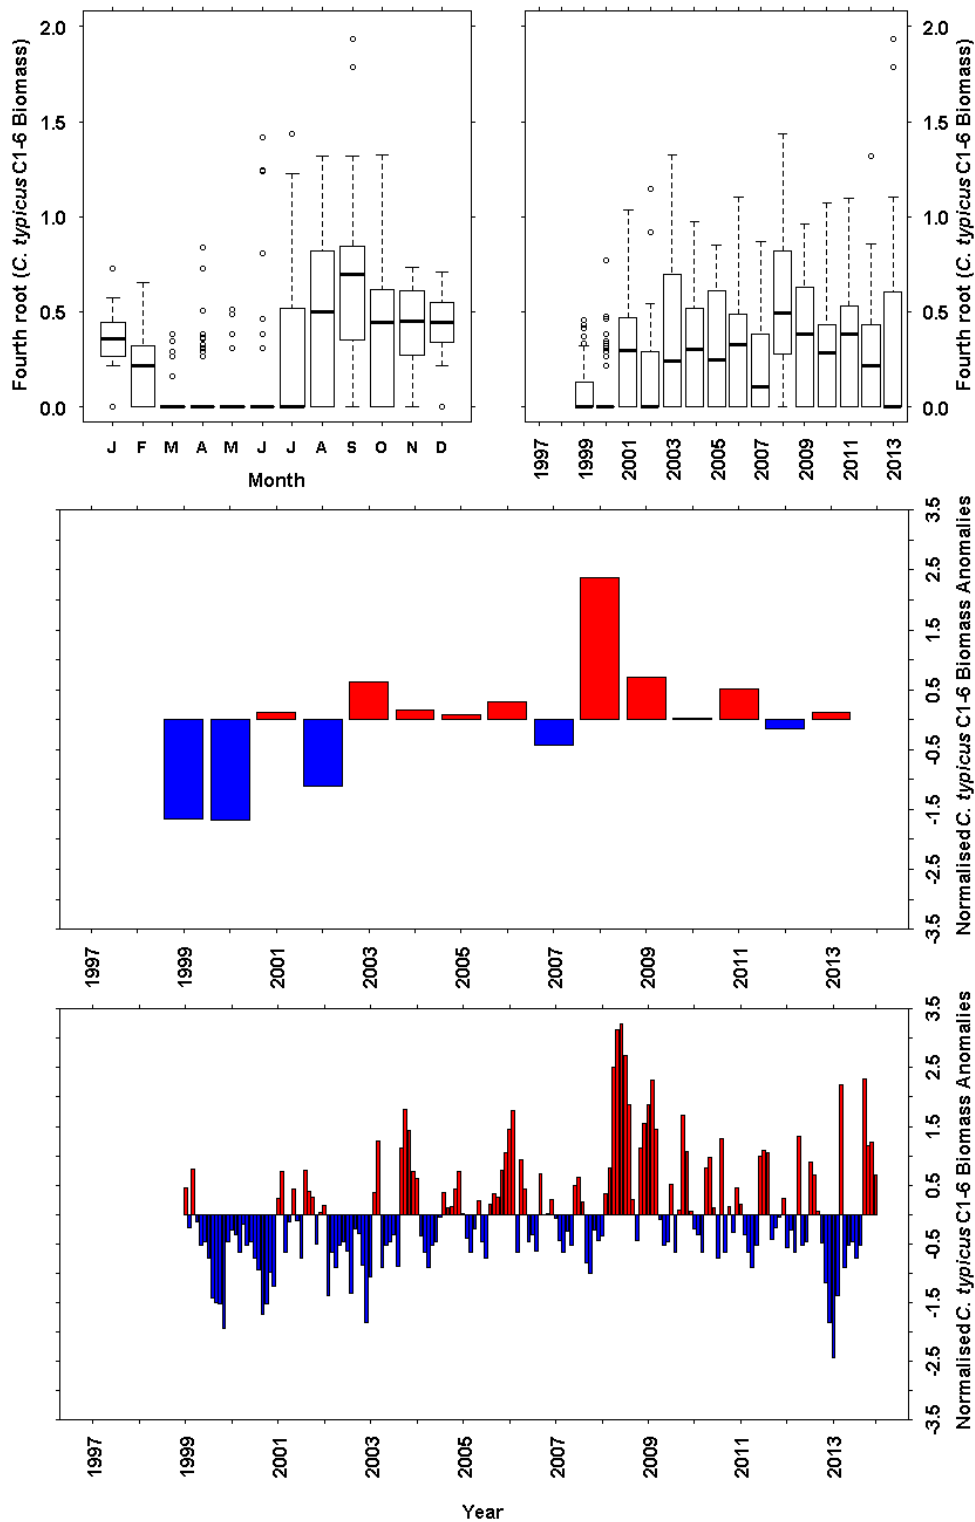 Fourth root (C. typicus C1-6 Biomass)
2.0
1.5
1.0
0.5
0.0
J F M A M J J A S O N D
Month
2.0
1.5
1.0
0.5
0.0
Fourth root (C. typicus C1-6 Biomass)
1997 1999 2001 2003 2005 2007 2009 2011 2013
3.5
2.5
1.5
0.5
-0.5
-1.5
-2.5
-3.5
Normalised C. typicus C1-6 Biomass Anomalies
1997 1999 2001 2003 2005 2007 2009 2011 2013
3.5
2.5
1.5
0.5
-0.5
-1.5
-2.5
-3.5
Normalised C. typicus C1-6 Biomass Anomalies
1997 1999 2001 2003 2005 2007 2009 2011 2013
Year